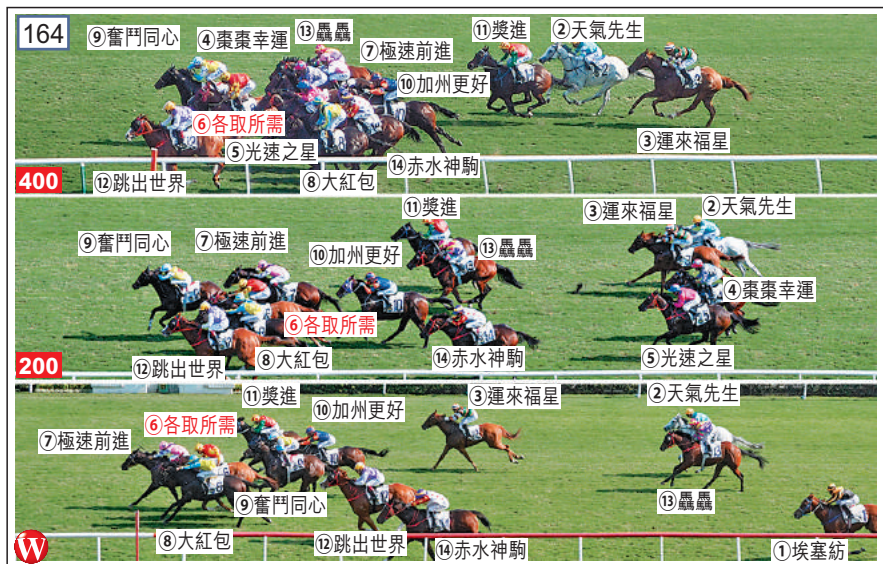 164
⑨奮鬥同心
④棗棗幸運
⑬驫驫
⑦極速前進
⑪獎進
②天氣先生
⑩加州更好
⑥各取所需
⑤光速之星
③運來福星
⑭赤水神駒
400
⑫跳出世界
⑧大紅包
⑪獎進
③運來福星
②天氣先生
⑨奮鬥同心
⑦極速前進
⑩加州更好
⑬驫驫
④棗棗幸運
⑥各取所需
200
⑫跳出世界
⑧大紅包
⑭赤水神駒
⑤光速之星
⑪獎進
③運來福星
②天氣先生
⑥各取所需
⑩加州更好
⑦極速前進
⑨奮鬥同心
⑬驫驫
⑧大紅包
⑫跳出世界
⑭赤水神駒
①埃塞紡
W